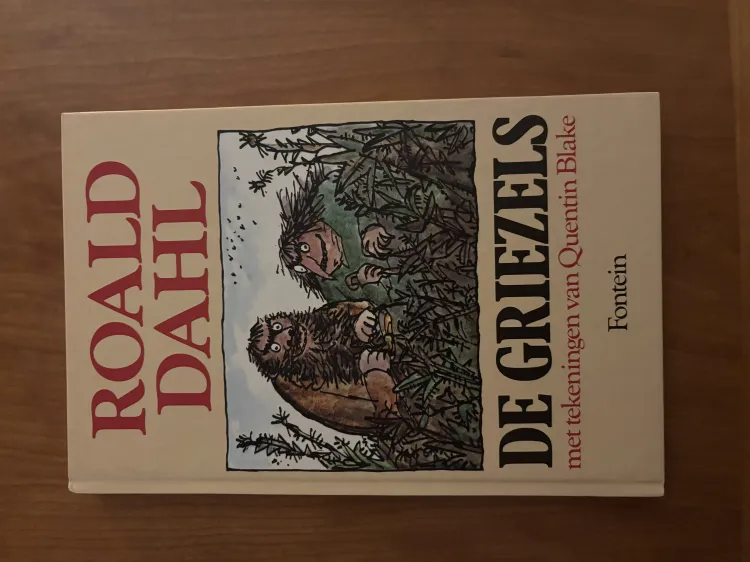 ROALD
DAHL
DE GRIEZELS
met tekeningen van Quentin Blake
Fontein